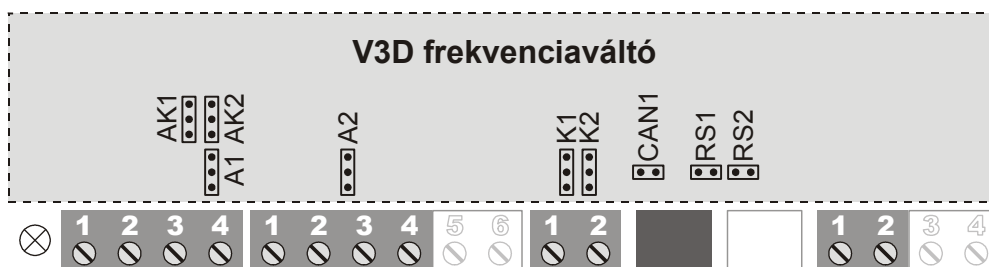 V3D frekvenciaváltó
AK1
AK2
A1
A2
K1
K2
CAN1
RS1
RS2
1 2 3 4 1 2 3 4 5 6 1 2 1 2 3 4